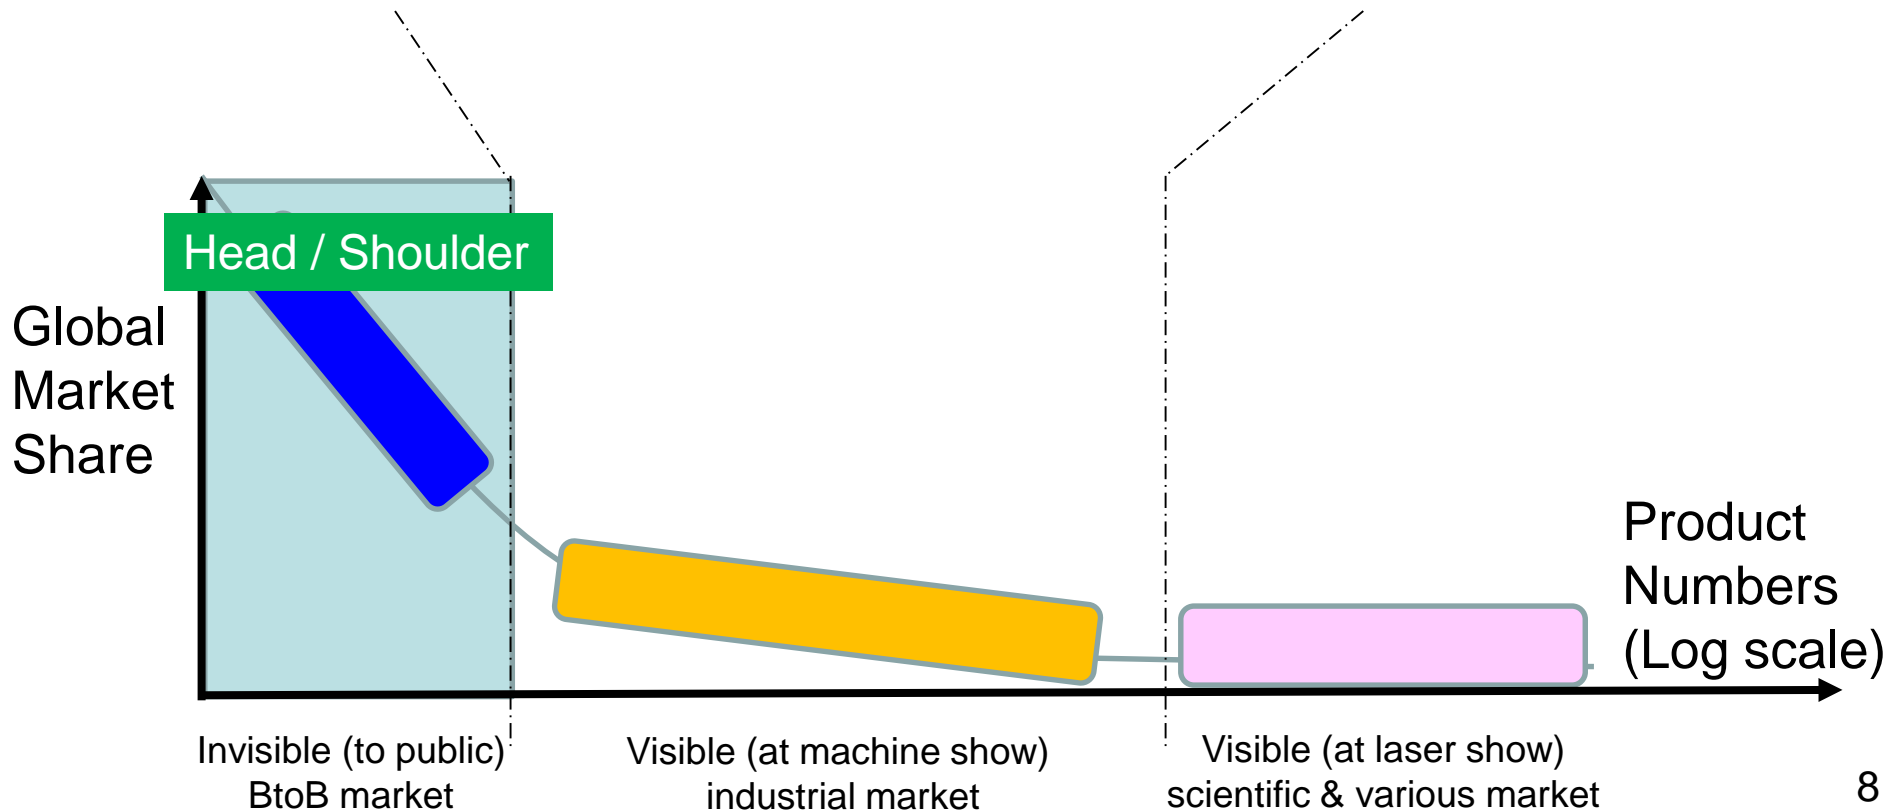 Head / Shoulder
Global
Market
Share
Product
Numbers
(Log scale)
Invisible (to public)
BtoB market
Visible (at machine show)
industrial market
Visible (at laser show)
scientific & various market
8